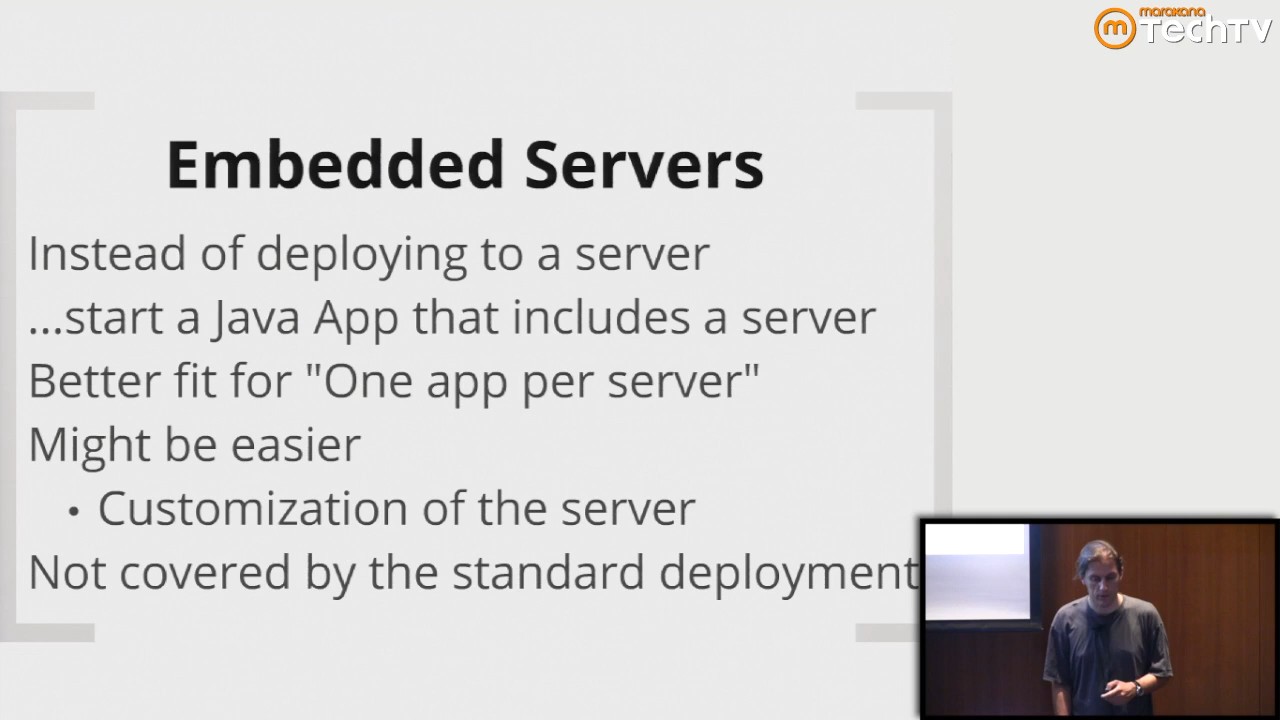 marakana
TechTV
Embedded Servers
Instead of deploying to a server
...start a Java App that includes a server
Better fit for "One app per server"
Might be easier
• Customization of the server
Not covered by the standard deployment